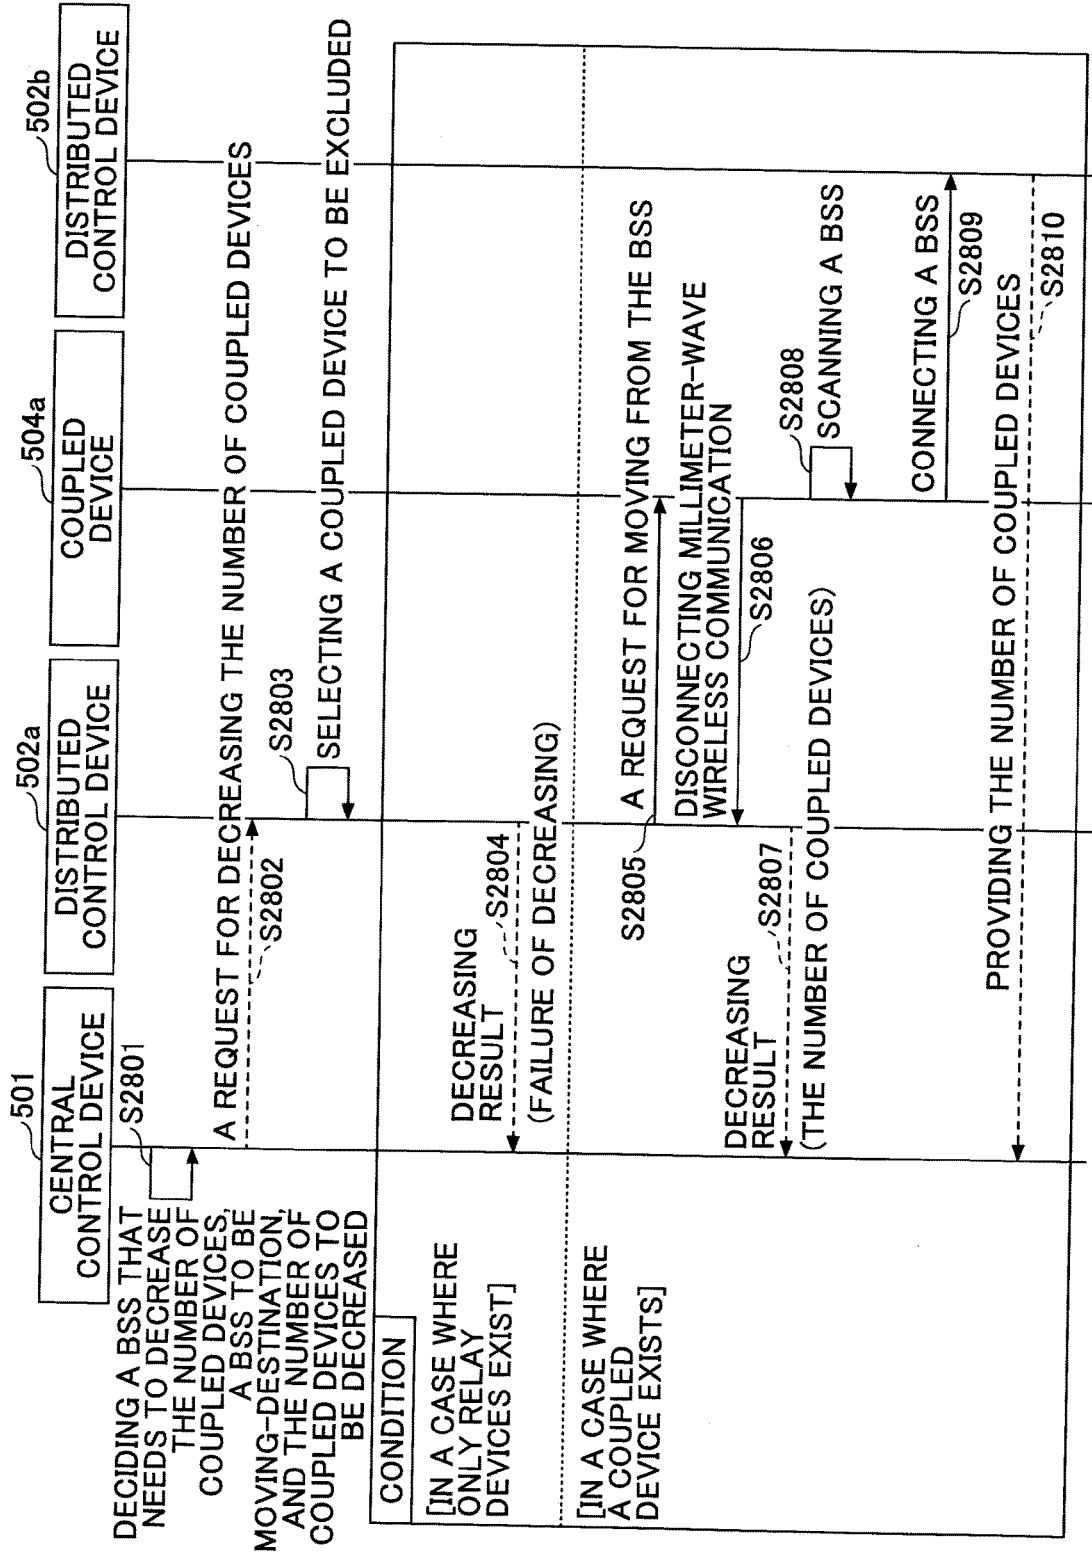 501
CENTRAL
CONTROL DEVICE
502a
DISTRIBUTED
CONTROL DEVICE
504a
COUPLED
DEVICE
502b
DISTRIBUTED
CONTROL DEVICE
S2801
DECIDING A BSS THAT
NEEDS TO DECREASE
THE NUMBER OF
COUPLED DEVICES,
A BSS TO BE
MOVING-DESTINATION,
AND THE NUMBER OF
COUPLED DEVICES TO
BE DECREASED
A REQUEST FOR DECREASING THE NUMBER OF COUPLED DEVICES
S2802
S2803
SELECTING A COUPLED DEVICE TO BE EXCLUDED
CONDITION
[IN A CASE WHERE
ONLY RELAY
DEVICES EXIST]
DECREASING
RESULT
S2804
(FAILURE OF DECREASING)
[IN A CASE WHERE
A COUPLED
DEVICE EXISTS]
A REQUEST FOR MOVING FROM THE BSS
S2805
DISCONNECTING MILLIMETER-WAVE
WIRELESS COMMUNICATION
S2806
DECREASING
RESULT
S2807
(THE NUMBER OF COUPLED DEVICES)
S2808
SCANNING A BSS
CONNECTING A BSS
S2809
PROVIDING THE NUMBER OF COUPLED DEVICES
S2810